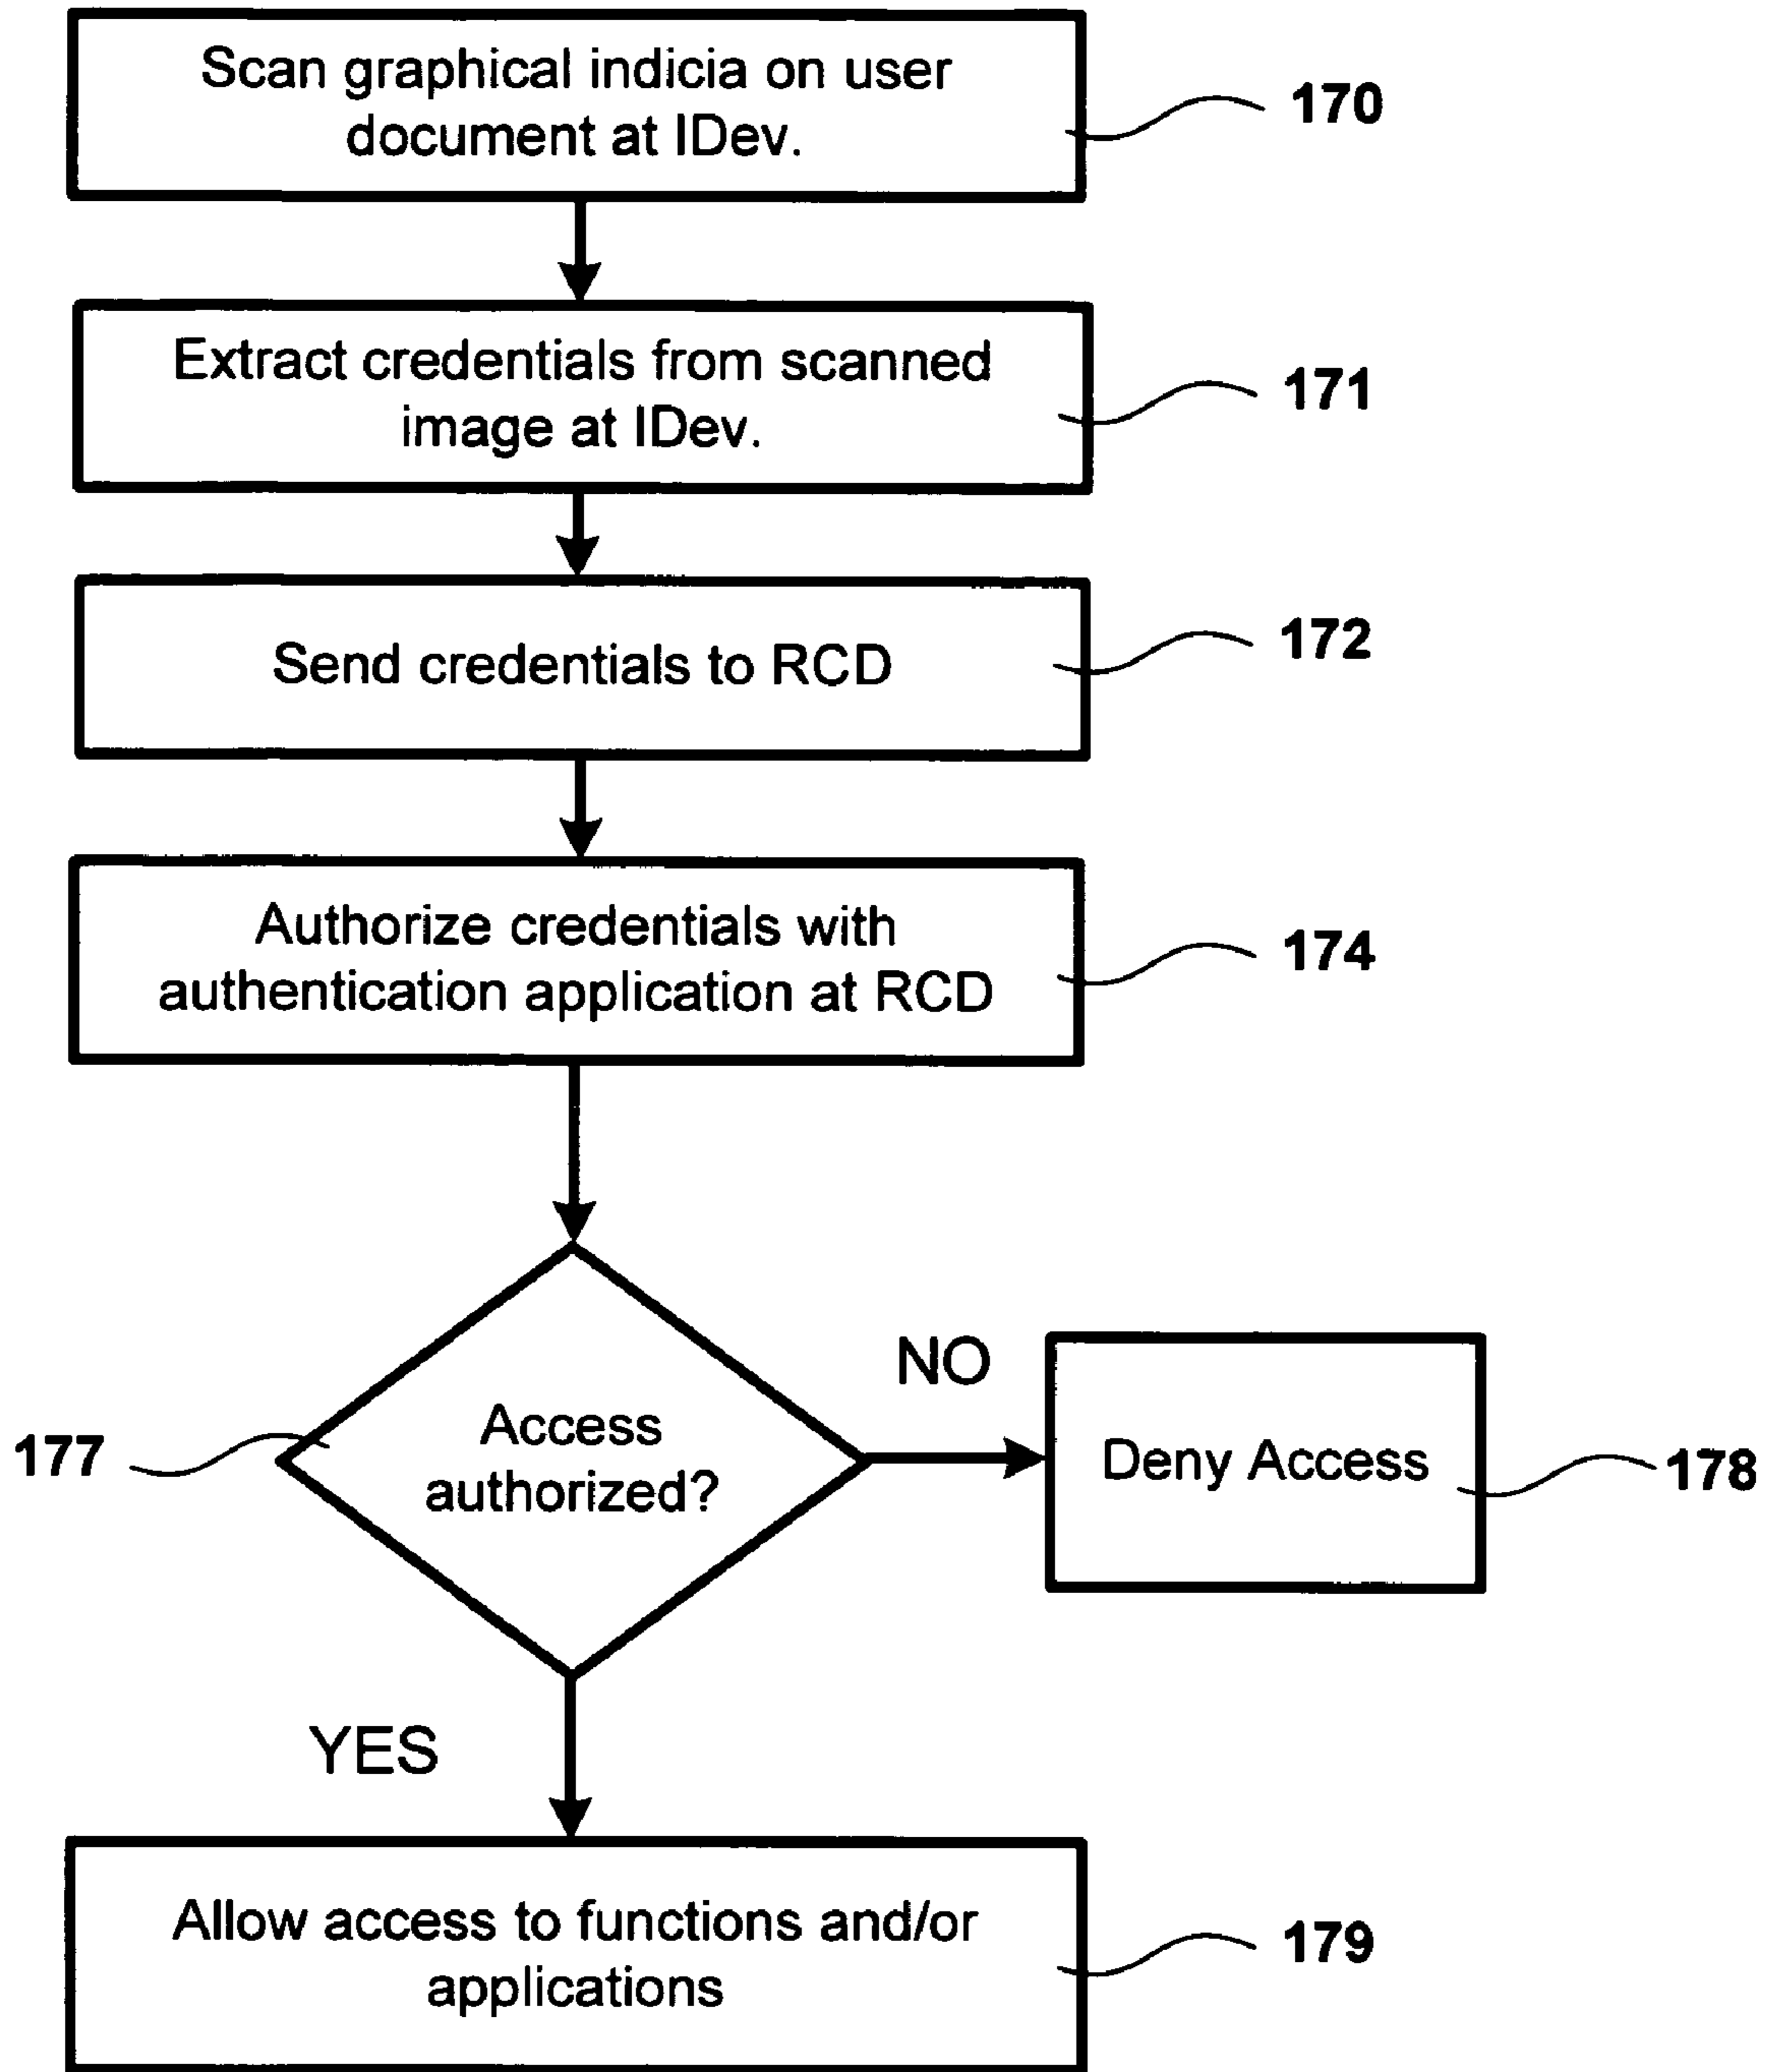 Scan graphical indicia on user
document at IDev.
170
Extract credentials from scanned
image at IDev.
171
Send credentials to RCD
172
Authorize credentials with
authentication application at RCD
174
177
Access
authorized?
NO
Deny Access
178
YES
Allow access to functions and/or
applications
179